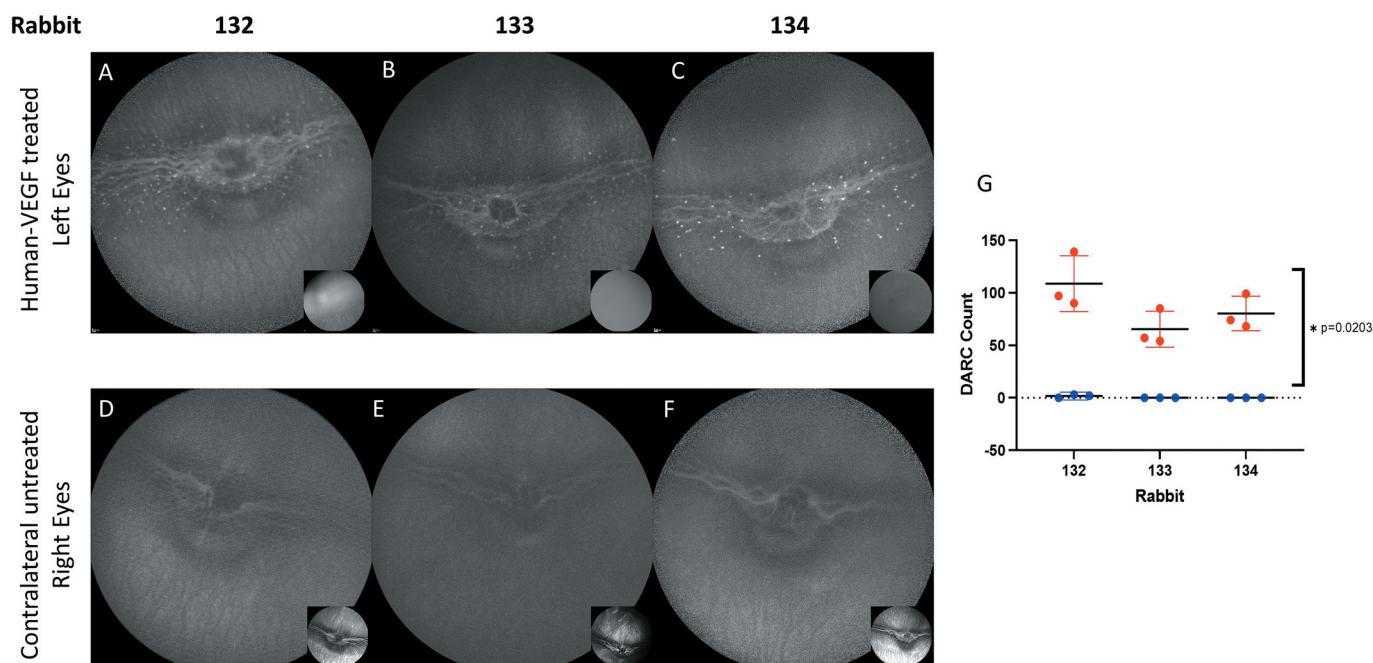 Rabbit 132 133 134
Human-VEGF treated
Left Eyes
A B C
Contralateral untreated
Right Eyes
D E F
G
DARC Count
150
100
50
0
-50
* p=0.0203
132 133 134
Rabbit